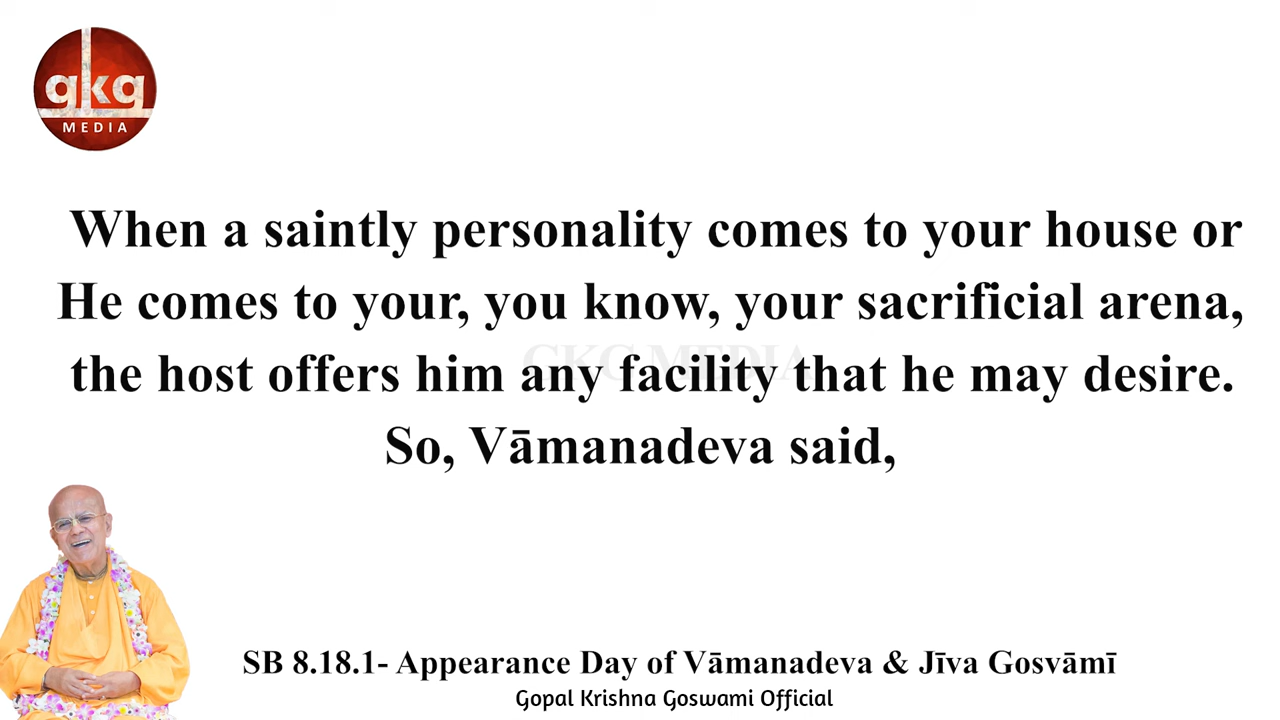 gkg
MEDIA
When a saintly personality comes to your house or
He comes to your, you know, your sacrificial arena,
GKG MEDIA
the host offers him any facility that he may desire.
So, Vāmanadeva said,
SB 8.18.1- Appearance Day of Vāmanadeva & Jīva Gosvāmī
Gopal Krishna Goswami Official